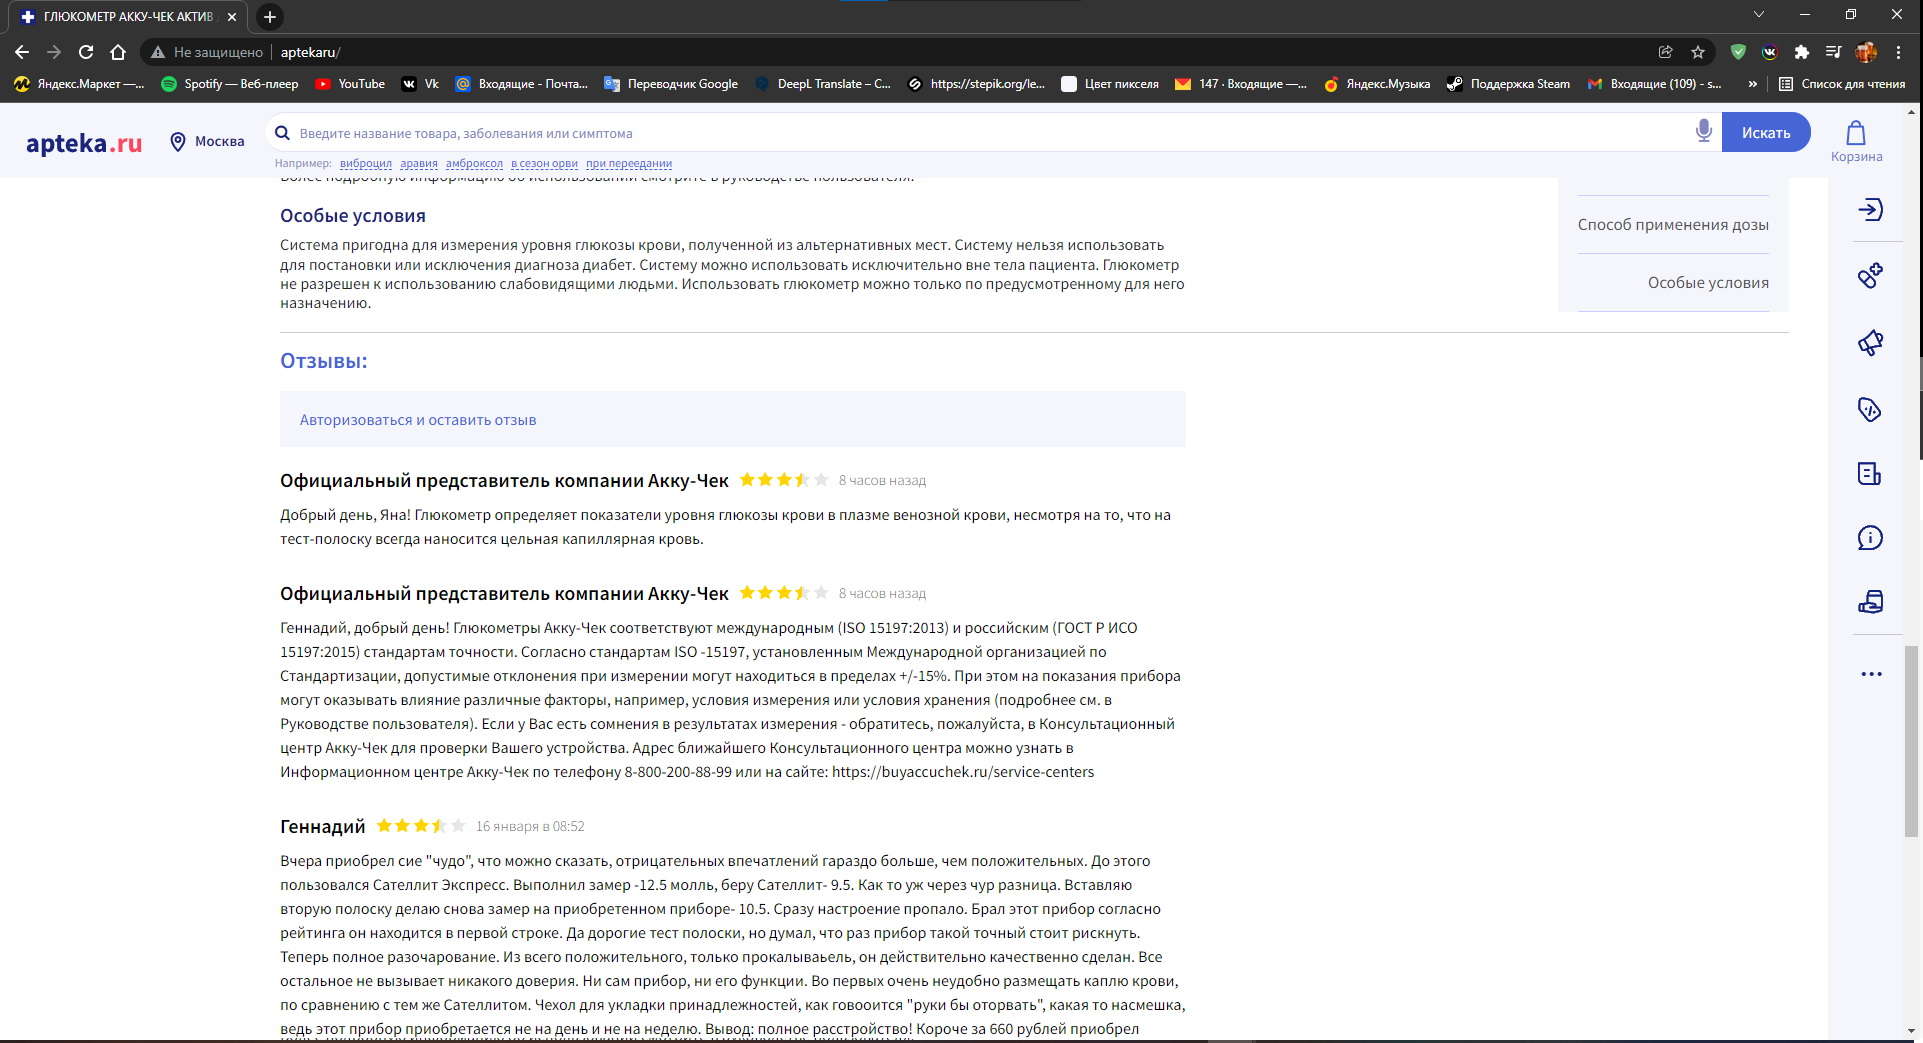 ГЛЮКОМЕТР АККУ-ЧЕК АКТИВ
Не защищено
aptekaru/
Яндекс.Маркет —...
Spotify — Веб-плеер
YouTube
Vk
Входящие - Почта...
Переводчик Google
DeepL Translate – С...
https://stepik.org/le...
Цвет пикселя
147 · Входящие —...
Яндекс.Музыка
Поддержка Steam
Входящие (109) - s...
»
Список для чтения
apteka.ru
Москва
Введите название товара, заболевания или симптома
Искать
Корзина
Например: виброцил аравия амброксол в сезон орви при переедании
Более подробную информацию об использовании смотрите в руководстве пользователя.
Особые условия
Система пригодна для измерения уровня глюкозы крови, полученной из альтернативных мест. Систему нельзя использовать
для постановки или исключения диагноза диабет. Систему можно использовать исключительно вне тела пациента. Глюкометр
не разрешен к использованию слабовидящими людьми. Использовать глюкометр можно только по предусмотренному для него
назначению.
Способ применения дозы
Особые условия
Отзывы:
Авторизоваться и оставить отзыв
Официальный представитель компании Акку-Чек 8 часов назад
Добрый день, Яна! Глюкометр определяет показатели уровня глюкозы крови в плазме венозной крови, несмотря на то, что на
тест-полоску всегда наносится цельная капиллярная кровь.
Официальный представитель компании Акку-Чек 8 часов назад
Геннадий, добрый день! Глюкометры Акку-Чек соответствуют международным (ISO 15197:2013) и российским (ГОСТ Р ИСО
15197:2015) стандартам точности. Согласно стандартам ISO -15197, установленным Международной организацией по
Стандартизации, допустимые отклонения при измерении могут находиться в пределах +/-15%. При этом на показания прибора
могут оказывать влияние различные факторы, например, условия измерения или условия хранения (подробнее см. в
Руководстве пользователя). Если у Вас есть сомнения в результатах измерения - обратитесь, пожалуйста, в Консультационный
центр Акку-Чек для проверки Вашего устройства. Адрес ближайшего Консультационного центра можно узнать в
Информационном центре Акку-Чек по телефону 8-800-200-88-99 или на сайте: https://buyaccuchek.ru/service-centers
Геннадий 16 января в 08:52
Вчера приобрел сие "чудо", что можно сказать, отрицательных впечатлений гараздо больше, чем положительных. До этого
пользовался Сателлит Экспресс. Выполнил замер -12.5 молль, беру Сателлит- 9.5. Как то уж через чур разница. Вставляю
вторую полоску делаю снова замер на приобретенном приборе- 10.5. Сразу настроение пропало. Брал этот прибор согласно
рейтинга он находится в первой строке. Да дорогие тест полоски, но думал, что раз прибор такой точный стоит рискнуть.
Теперь полное разочарование. Из всего положительного, только прокалываьель, он действительно качественно сделан. Все
остальное не вызывает никакого доверия. Ни сам прибор, ни его функции. Во первых очень неудобно размещать каплю крови,
по сравнению с тем же Сателлитом. Чехол для укладки принадлежностей, как говооится "руки бы оторвать", какая то насмешка,
ведь этот прибор приобретается не на день и не на неделю. Вывод: полное расстройство! Короче за 660 рублей приобрел